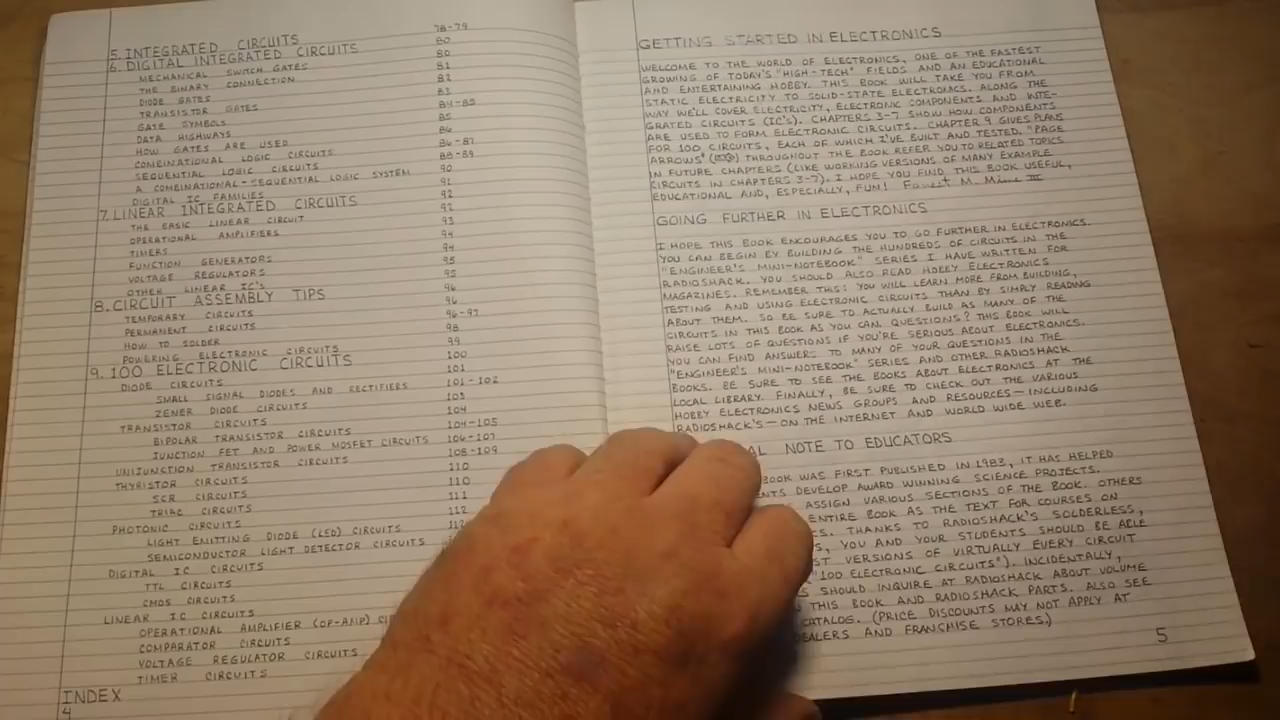 78-79
5. INTEGRATED CIRCUITS 80
6. DIGITAL INTEGRATED CIRCUITS 80
MECHANICAL SWITCH GATES 81
THE BINARY CONNECTION 82
DIODE GATES 83
TRANSISTOR GATES 84-85
GATE SYMBOLS 85
DATA HIGHWAYS 86
HOW GATES ARE USED 86-87
COMBINATIONAL LOGIC CIRCUITS 88-89
SEQUENTIAL LOGIC CIRCUITS 90
A COMBINATIONAL-SEQUENTIAL LOGIC SYSTEM 91
DIGITAL IC FAMILIES 92
7. LINEAR INTEGRATED CIRCUITS 92
THE BASIC LINEAR CIRCUIT 93
OPERATIONAL AMPLIFIERS 94
TIMERS 94
FUNCTION GENERATORS 95
VOLTAGE REGULATORS 95
OTHER LINEAR IC'S 96
8. CIRCUIT ASSEMBLY TIPS 96
TEMPORARY CIRCUITS 96-97
PERMANENT CIRCUITS 98
HOW TO SOLDER 99
POWERING ELECTRONIC CIRCUITS 100
9. 100 ELECTRONIC CIRCUITS 101
DIODE CIRCUITS 101-102
SMALL SIGNAL DIODES AND RECTIFIERS 103
ZENER DIODE CIRCUITS 104
TRANSISTOR CIRCUITS 104-105
BIPOLAR TRANSISTOR CIRCUITS 106-107
JUNCTION FET AND POWER MOSFET CIRCUITS 108-109
UNIJUNCTION TRANSISTOR CIRCUITS 110
THYRISTOR CIRCUITS 110
SCR CIRCUITS 111
TRIAC CIRCUITS 112
PHOTONIC CIRCUITS 112
LIGHT EMITTING DIODE (LED) CIRCUITS
SEMICONDUCTOR LIGHT DETECTOR CIRCUITS
DIGITAL IC CIRCUITS
TTL CIRCUITS
CMOS CIRCUITS
LINEAR IC CIRCUITS
OPERATIONAL AMPLIFIER (OP-AMP) CI
COMPARATOR CIRCUITS
VOLTAGE REGULATOR CIRCUITS
TIMER CIRCUITS
INDEX
4
GETTING STARTED IN ELECTRONICS
WELCOME TO THE WORLD OF ELECTRONICS, ONE OF THE FASTEST
GROWING OF TODAY'S "HIGH-TECH" FIELDS AND AN EDUCATIONAL
AND ENTERTAINING HOBBY. THIS BOOK WILL TAKE YOU FROM
STATIC ELECTRICITY TO SOLID-STATE ELECTRONICS. ALONG THE
WAY WE'LL COVER ELECTRICITY, ELECTRONIC COMPONENTS AND INTE-
GRATED CIRCUITS (IC'S). CHAPTERS 3-7 SHOW HOW COMPONENTS
ARE USED TO FORM ELECTRONIC CIRCUITS. CHAPTER 9 GIVES PLANS
FOR 100 CIRCUITS, EACH OF WHICH I'VE BUILT AND TESTED. "PAGE
ARROWS" () THROUGHOUT THE BOOK REFER YOU TO RELATED TOPICS
IN FUTURE CHAPTERS (LIKE WORKING VERSIONS OF MANY EXAMPLE
CIRCUITS IN CHAPTERS 3-7). I HOPE YOU FIND THIS BOOK USEFUL,
EDUCATIONAL AND, ESPECIALLY, FUN! Forrest M. Mims III
GOING FURTHER IN ELECTRONICS
I HOPE THIS BOOK ENCOURAGES YOU TO GO FURTHER IN ELECTRONICS.
YOU CAN BEGIN BY BUILDING THE HUNDREDS OF CIRCUITS IN THE
"ENGINEER'S MINI-NOTEBOOK" SERIES I HAVE WRITTEN FOR
RADIOSHACK. YOU SHOULD ALSO READ HOBBY ELECTRONICS
MAGAZINES. REMEMBER THIS: YOU WILL LEARN MORE FROM BUILDING,
TESTING AND USING ELECTRONIC CIRCUITS THAN BY SIMPLY READING
ABOUT THEM. SO BE SURE TO ACTUALLY BUILD AS MANY OF THE
CIRCUITS IN THIS BOOK AS YOU CAN. QUESTIONS? THIS BOOK WILL
RAISE LOTS OF QUESTIONS IF YOU'RE SERIOUS ABOUT ELECTRONICS.
YOU CAN FIND ANSWERS TO MANY OF YOUR QUESTIONS IN THE
"ENGINEER'S MINI-NOTEBOOK" SERIES AND OTHER RADIOSHACK
BOOKS. BE SURE TO SEE THE BOOKS ABOUT ELECTRONICS AT THE
LOCAL LIBRARY. FINALLY, BE SURE TO CHECK OUT THE VARIOUS
HOBBY ELECTRONICS NEWS GROUPS AND RESOURCES—INCLUDING
RADIOSHACK'S—ON THE INTERNET AND WORLD WIDE WEB.
AL NOTE TO EDUCATORS
BOOK WAS FIRST PUBLISHED IN 1983, IT HAS HELPED
NTS DEVELOP AWARD WINNING SCIENCE PROJECTS.
ASSIGN VARIOUS SECTIONS OF THE BOOK. OTHERS
ENTIRE BOOK AS THE TEXT FOR COURSES ON
CS. THANKS TO RADIOSHACK'S SOLDERLESS,
S, YOU AND YOUR STUDENTS SHOULD BE ABLE
ST VERSIONS OF VIRTUALLY EVERY CIRCUIT
"100 ELECTRONIC CIRCUITS"). INCIDENTALLY,
S SHOULD INQUIRE AT RADIOSHACK ABOUT VOLUME
THIS BOOK AND RADIOSHACK PARTS. ALSO SEE
CATALOG. (PRICE DISCOUNTS MAY NOT APPLY AT
DEALERS AND FRANCHISE STORES.)
5